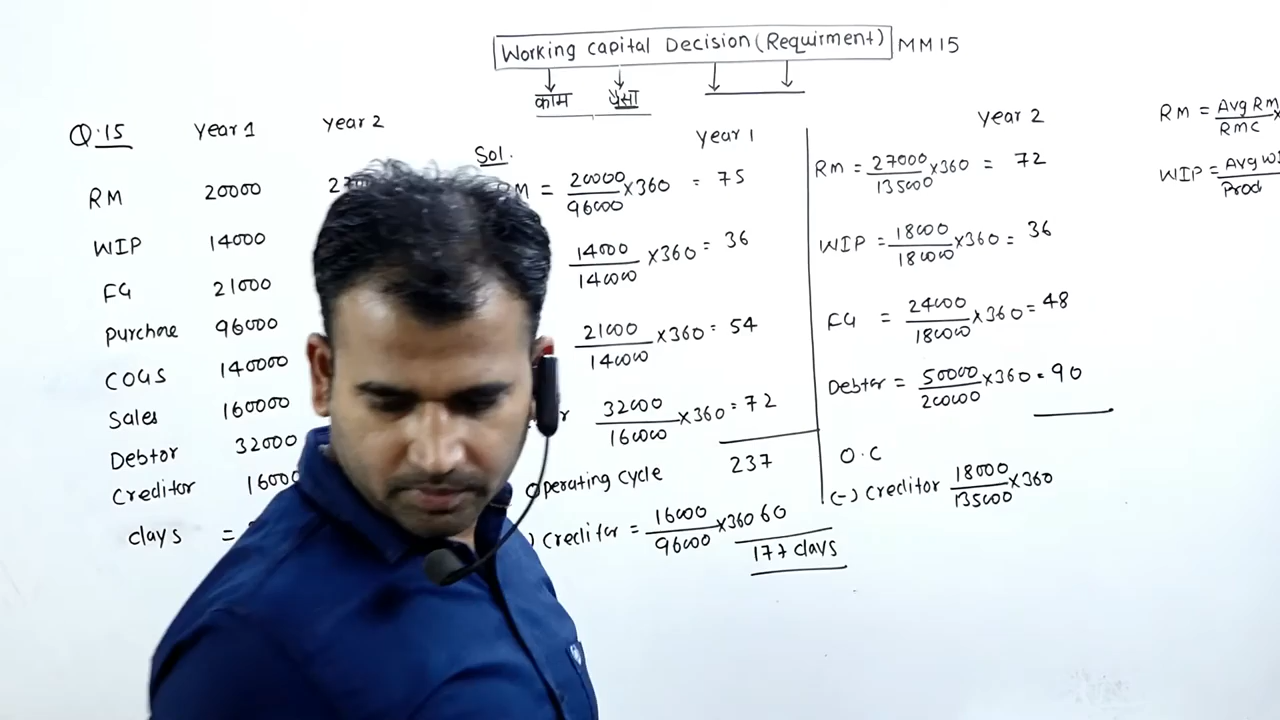 Working Capital Decision (Requirment) MM15
काम पैसा
Q.15 Year 1 Year 2
RM 20000
WIP 14000
FG 21000
Purchase 96000
COGS 140000
Sales 160000
Debtor 32000
Creditor 16000
days =
Sol. Year 1
= 20000/96000 x360 = 75
14000/140000 x360 = 36
21000/140000 x360 = 54
32000/160000 x360 = 72
Operating cycle 237
) Creditor = 16000/96000 x360 60
177 days
Year 2
RM = 27000/135000 x360 = 72
WIP = 18000/180000 x360 = 36
FG = 24000/180000 x360 = 48
Debtor = 50000/200000 x360 = 90
O.C
(-) Creditor 18000/135000 x360
RM = Avg RM/RMC x
WIP = Avg W/Prod